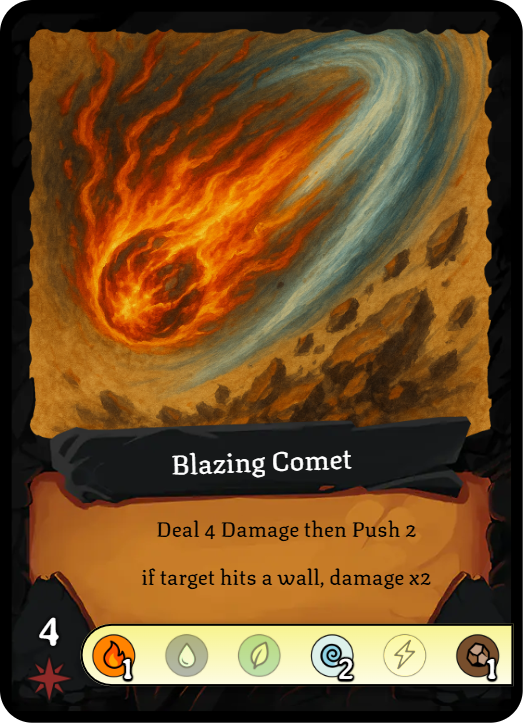 Blazing Comet
Deal 4 Damage then Push 2
if target hits a wall, damage x2
4
1
2
1